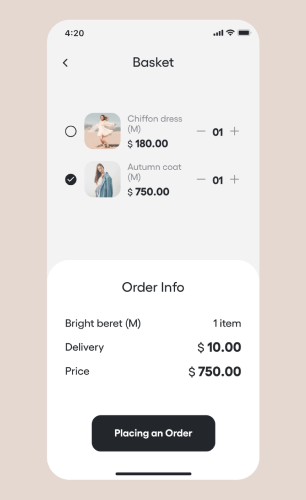 4:20
Basket
Chiffon dress
(M)
$ 180.00
01
Autumn coat
(M)
$ 750.00
01
Order Info
Bright beret (M) 1 item
Delivery $ 10.00
Price $ 750.00
Placing an Order